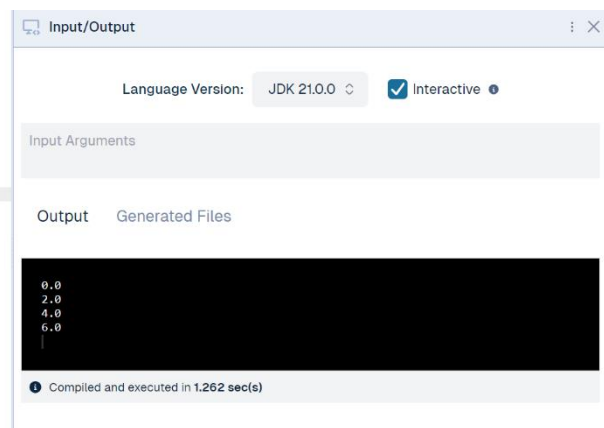 Input/Output
Language Version: JDK 21.0.0 Interactive
Input Arguments
Output Generated Files
0.0
2.0
4.0
6.0
Compiled and executed in 1.262 sec(s)